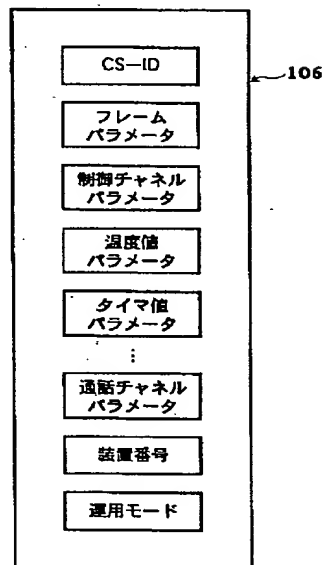 CS—ID
106
フレーム
パラメータ
制御チャネル
パラメータ
温度値
パラメータ
タイマ値
パラメータ
⋮
通話チャネル
パラメータ
装置番号
運用モード